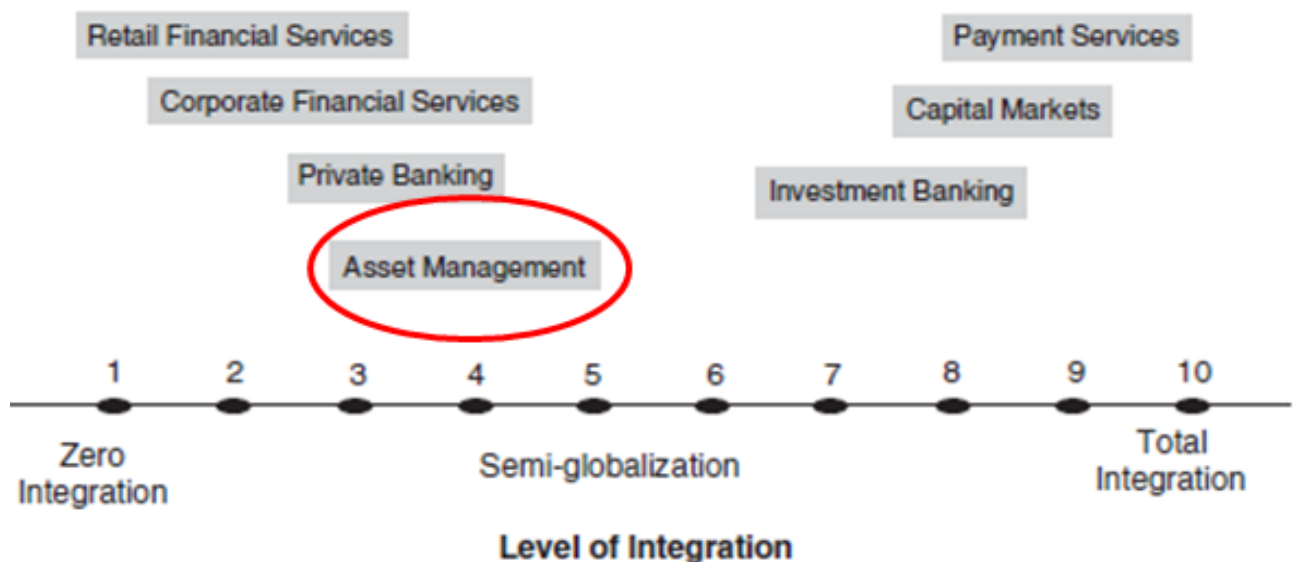 Retail Financial Services
Payment Services
Corporate Financial Services
Capital Markets
Private Banking
Investment Banking
Asset Management
1 2 3 4 5 6 7 8 9 10
Zero
Integration
Semi-globalization
Total
Integration
Level of Integration